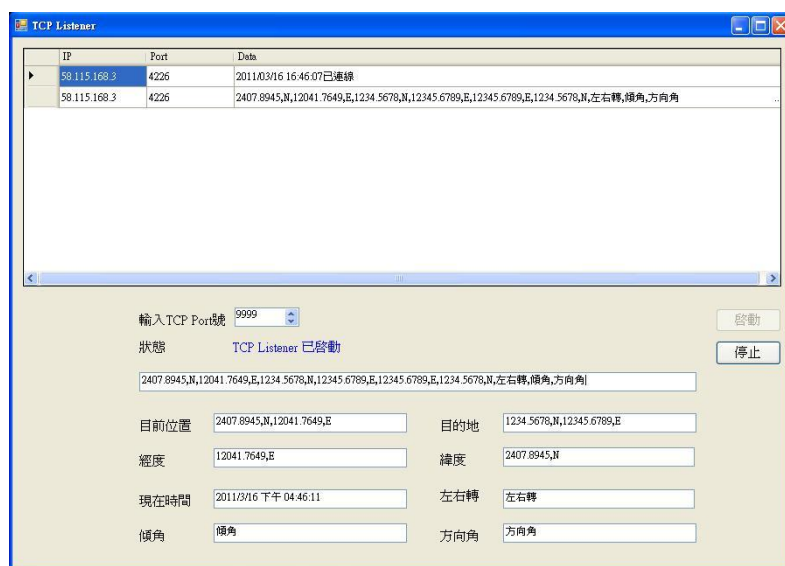 TCP Listener
IP Port Data
58.115.168.3 4226 2011/03/16 16:46:07已連線
58.115.168.3 4226 2407.8945,N,12041.7649,E,1234.5678,N,12345.6789,E,12345.6789,E,1234.5678,N,左右轉,傾角,方向角 ...
輸入TCP Port號 9999 啓動
狀態 TCP Listener 已啓動 停止
2407.8945,N,12041.7649,E,1234.5678,N,12345.6789,E,12345.6789,E,1234.5678,N,左右轉,傾角,方向角
目前位置 2407.8945,N,12041.7649,E 目的地 1234.5678,N,12345.6789,E
經度 12041.7649,E 緯度 2407.8945,N
現在時間 2011/3/16 下午 04:46:11 左右轉 左右轉
傾角 傾角 方向角 方向角